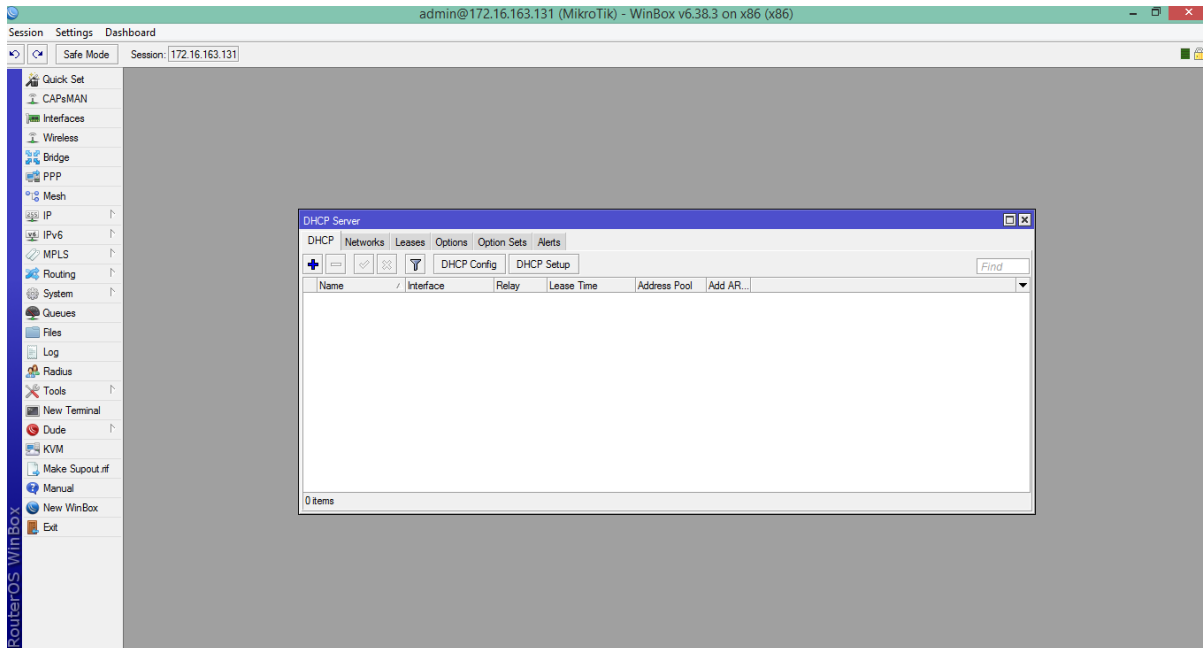 admin@172.16.163.131 (MikroTik) - WinBox v6.38.3 on x86 (x86)
Session Settings Dashboard
Safe Mode Session: 172.16.163.131
Quick Set
CAPsMAN
Interfaces
Wireless
Bridge
PPP
Mesh
IP
IPv6
MPLS
Routing
System
Queues
Files
Log
Radius
Tools
New Terminal
Dude
KVM
Make Supout.rif
Manual
New WinBox
Exit
RouterOS WinBox
DHCP Server
DHCP Networks Leases Options Option Sets Alerts
DHCP Config DHCP Setup Find
Name Interface Relay Lease Time Address Pool Add AR...
0 items